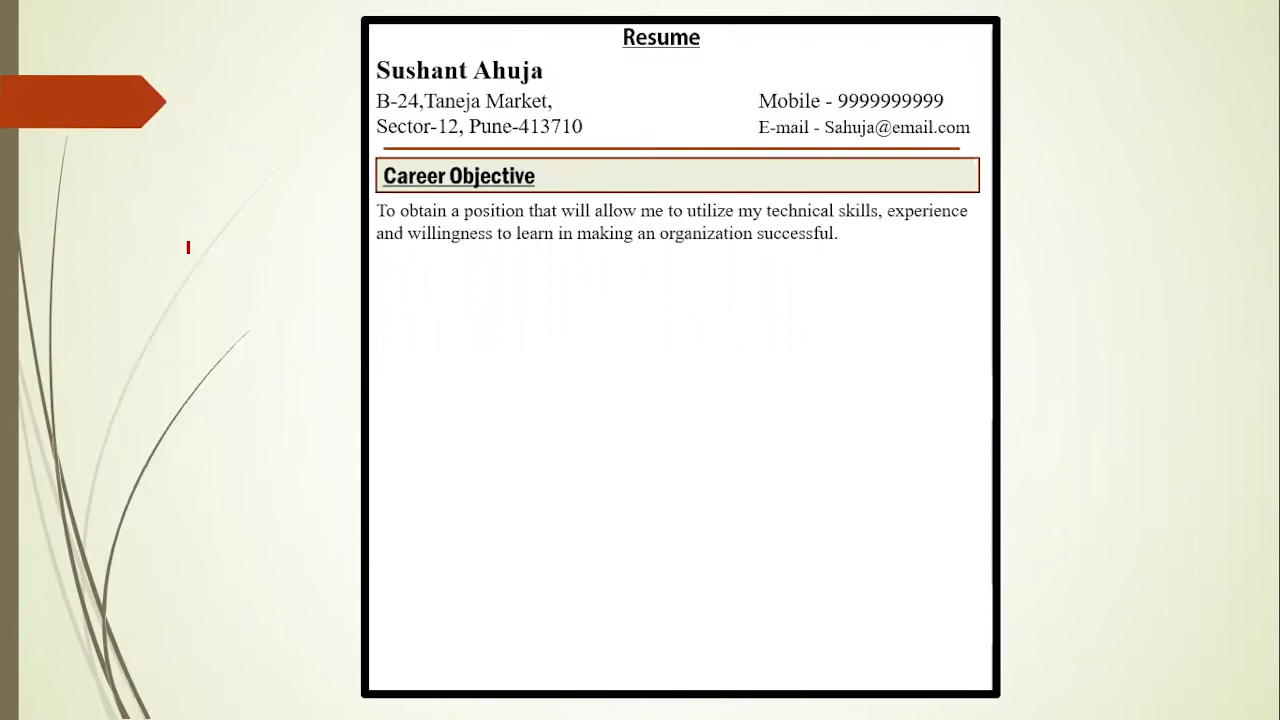 Resume
Sushant Ahuja
B-24,Taneja Market,
Sector-12, Pune-413710
Mobile - 9999999999
E-mail - Sahuja@email.com
Career Objective
To obtain a position that will allow me to utilize my technical skills, experience
and willingness to learn in making an organization successful.